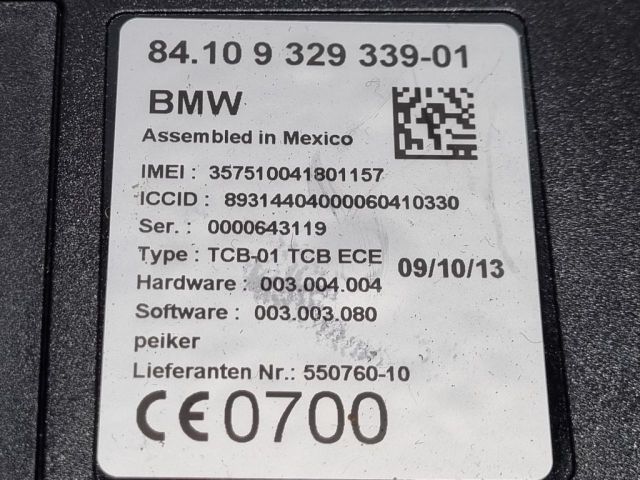 84.10 9 329 339-01
BMW
Assembled in Mexico
IMEI : 357510041801157
ICCID : 89314404000060410330
Ser. : 0000643119
Type : TCB-01 TCB ECE 09/10/13
Hardware : 003.004.004
Software : 003.003.080
peiker
Lieferanten Nr.: 550760-10
CE0700